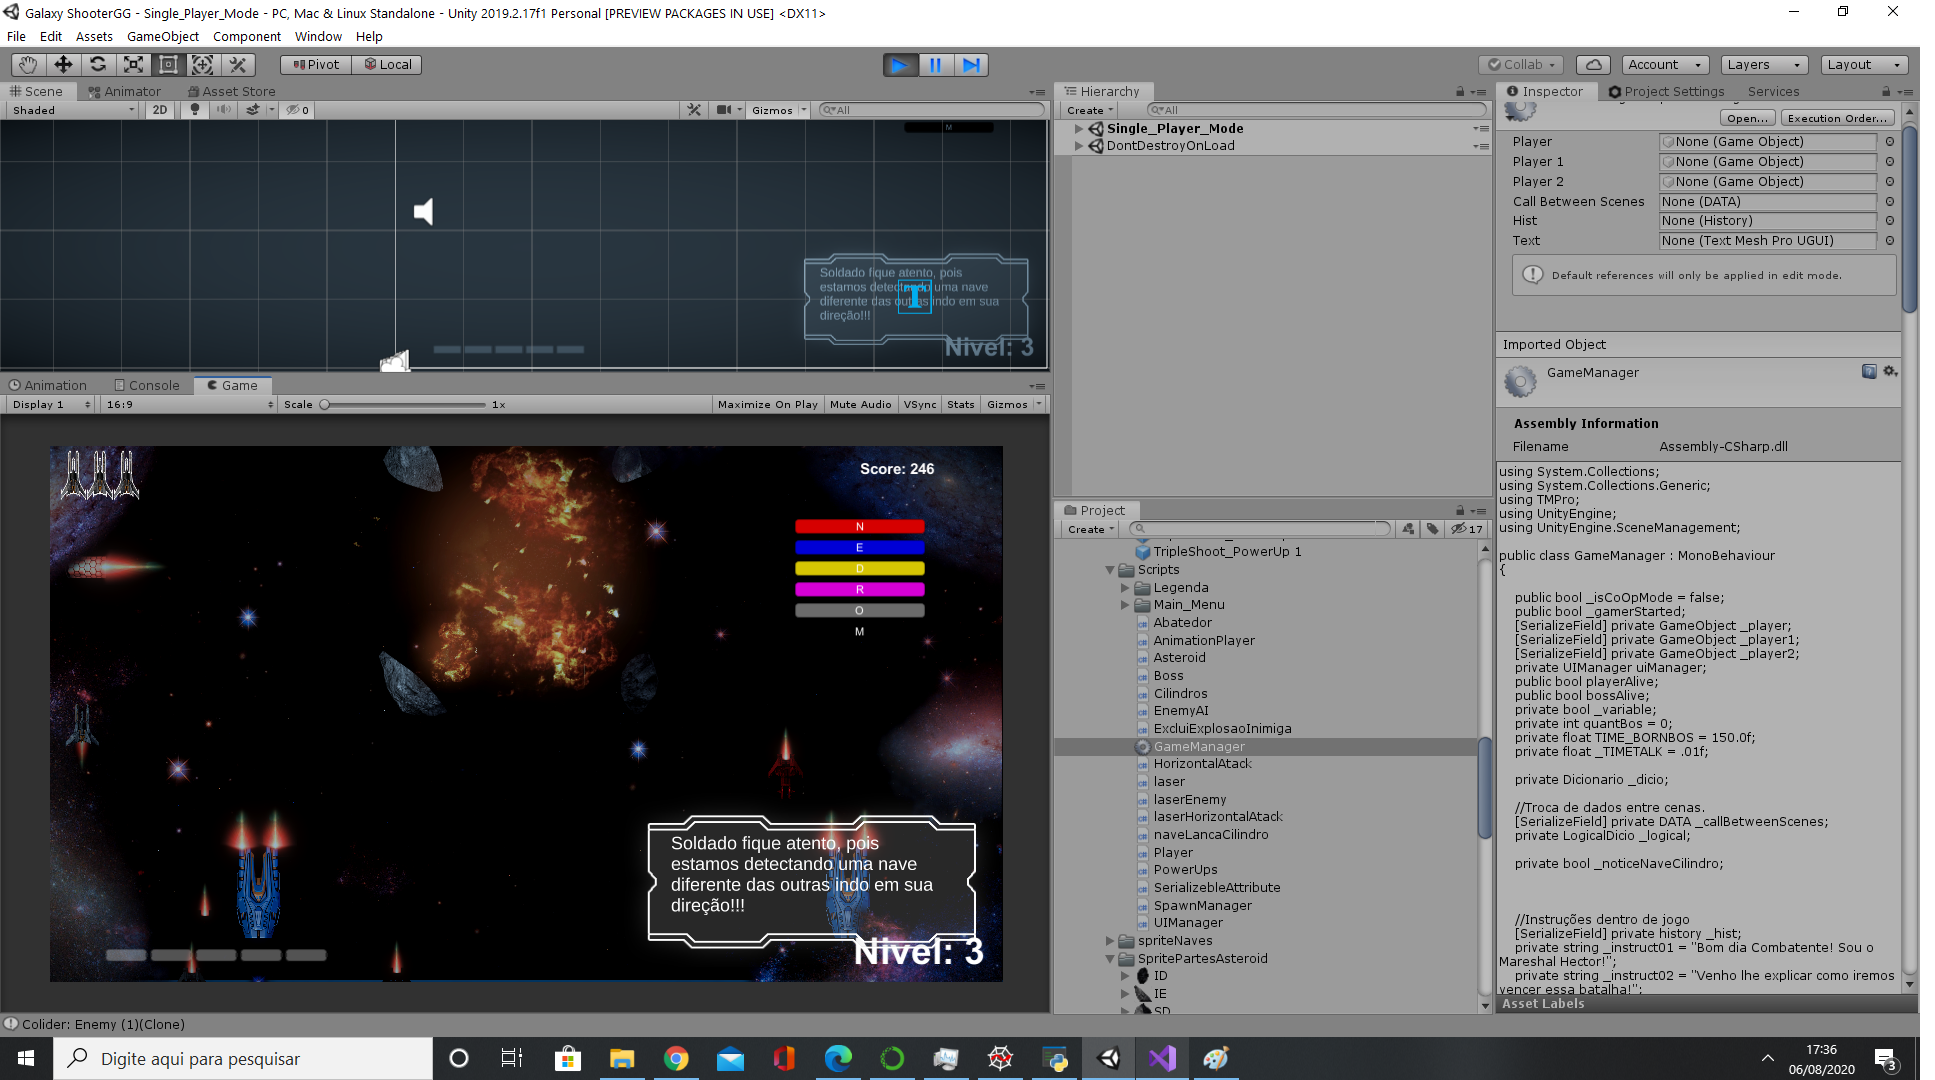 Galaxy ShooterGG - Single_Player_Mode - PC, Mac & Linux Standalone - Unity 2019.2.17f1 Personal [PREVIEW PACKAGES IN USE] <DX11>
File Edit Assets GameObject Component Window Help
Pivot Local
Collab Account Layers Layout
Scene Animator Asset Store
Shaded 2D 0 Gizmos All
M
Soldado fique atento, pois
estamos detectando uma nave
diferente das outras indo em sua
direção!!!
Nivel: 3
Animation Console Game
Display 1 16:9 Scale 1x Maximize On Play Mute Audio VSync Stats Gizmos
Score: 246
N
E
D
R
O
M
Soldado fique atento, pois
estamos detectando uma nave
diferente das outras indo em sua
direção!!!
Nivel: 3
Hierarchy
Create All
Single_Player_Mode
DontDestroyOnLoad
Project
Create 17
TripleShoot_PowerUp 1
Scripts
Legenda
Main_Menu
Abatedor
AnimationPlayer
Asteroid
Boss
Cilindros
EnemyAI
ExcluiExplosaoInimiga
GameManager
HorizontalAtack
laser
laserEnemy
laserHorizontalAtack
naveLancaCilindro
Player
PowerUps
SerializebleAttribute
SpawnManager
UIManager
spriteNaves
SpritePartesAsteroid
ID
IE
SD
Inspector Project Settings Services
Open... Execution Order...
Player None (Game Object)
Player 1 None (Game Object)
Player 2 None (Game Object)
Call Between Scenes None (DATA)
Hist None (History)
Text None (Text Mesh Pro UGUI)
Default references will only be applied in edit mode.
Imported Object
GameManager
Assembly Information
Filename Assembly-CSharp.dll
using System.Collections;
using System.Collections.Generic;
using TMPro;
using UnityEngine;
using UnityEngine.SceneManagement;
public class GameManager : MonoBehaviour
{
public bool _isCoOpMode = false;
public bool _gamerStarted;
[SerializeField] private GameObject _player;
[SerializeField] private GameObject _player1;
[SerializeField] private GameObject _player2;
private UIManager uiManager;
public bool playerAlive;
public bool bossAlive;
private bool _variable;
private int quantBos = 0;
private float TIME_BORNBOS = 150.0f;
private float _TIMETALK = .01f;
private Dicionario _dicio;
//Troca de dados entre cenas.
[SerializeField] private DATA _callBetweenScenes;
private LogicalDicio _logical;
private bool _noticeNaveCilindro;
//Instruções dentro de jogo
[SerializeField] private history _hist;
private string _instruct01 = "Bom dia Combatente! Sou o
Mareshal Hector!";
private string _instruct02 = "Venho lhe explicar como iremos
vencer essa batalha!";
Asset Labels
Colider: Enemy (1)(Clone)
Digite aqui para pesquisar
17:36
06/08/2020
3